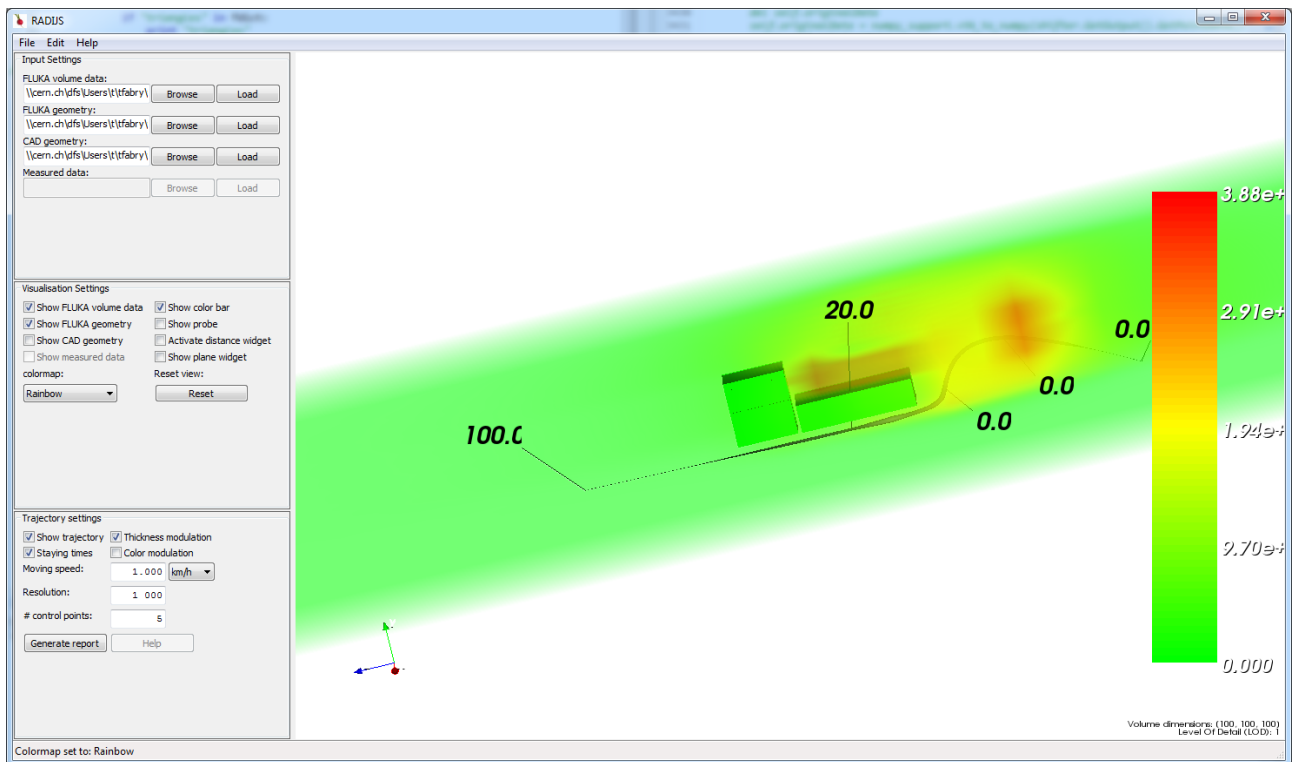 RADIJS
if "triangles" in
print "triangles"
File Edit Help
Input Settings
FLUKA volume data:
\\cern.ch\dfs\Users\t\tfabry\ Browse Load
FLUKA geometry:
\\cern.ch\dfs\Users\t\tfabry\ Browse Load
CAD geometry:
\\cern.ch\dfs\Users\t\tfabry\ Browse Load
Measured data:
Browse Load
Visualisation Settings
Show FLUKA volume data Show color bar
Show FLUKA geometry Show probe
Show CAD geometry Activate distance widget
Show measured data Show plane widget
colormap: Reset view:
Rainbow Reset
Trajectory settings
Show trajectory Thickness modulation
Staying times Color modulation
Moving speed: 1.000 km/h
Resolution: 1 000
# control points: 5
Generate report Help
3.88e+
20.0
2.91e+
0.0
0.0
0.0
100.0
1.94e+
9.70e+
0.000
Volume dimensions: (100, 100, 100)
Level Of Detail (LOD): 1
Colormap set to: Rainbow